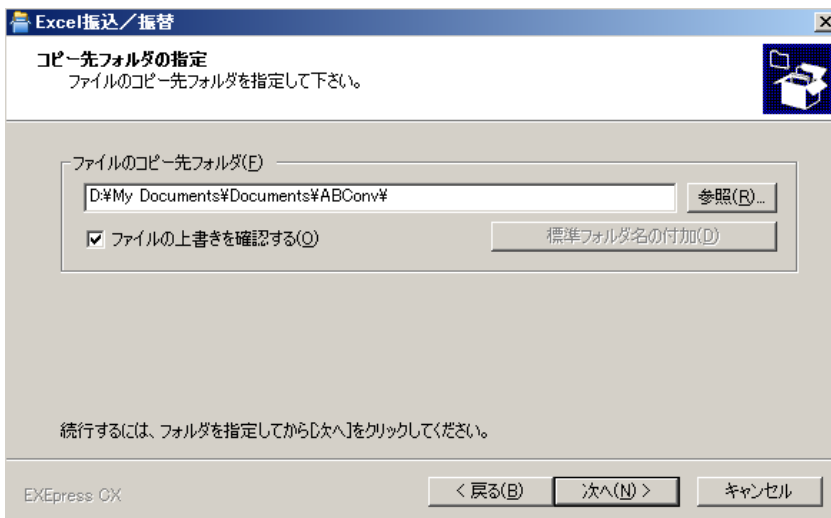 Excel振込／振替
コピー先フォルダの指定
ファイルのコピー先フォルダを指定して下さい。
ファイルのコピー先フォルダ(F)
D:¥My Documents¥Documents¥ABConv¥
参照(R)...
ファイルの上書きを確認する(O)
標準フォルダ名の付加(D)
続行するには、フォルダを指定してから[次へ]をクリックしてください。
EXEpress CX
< 戻る(B)
次へ(N) >
キャンセル